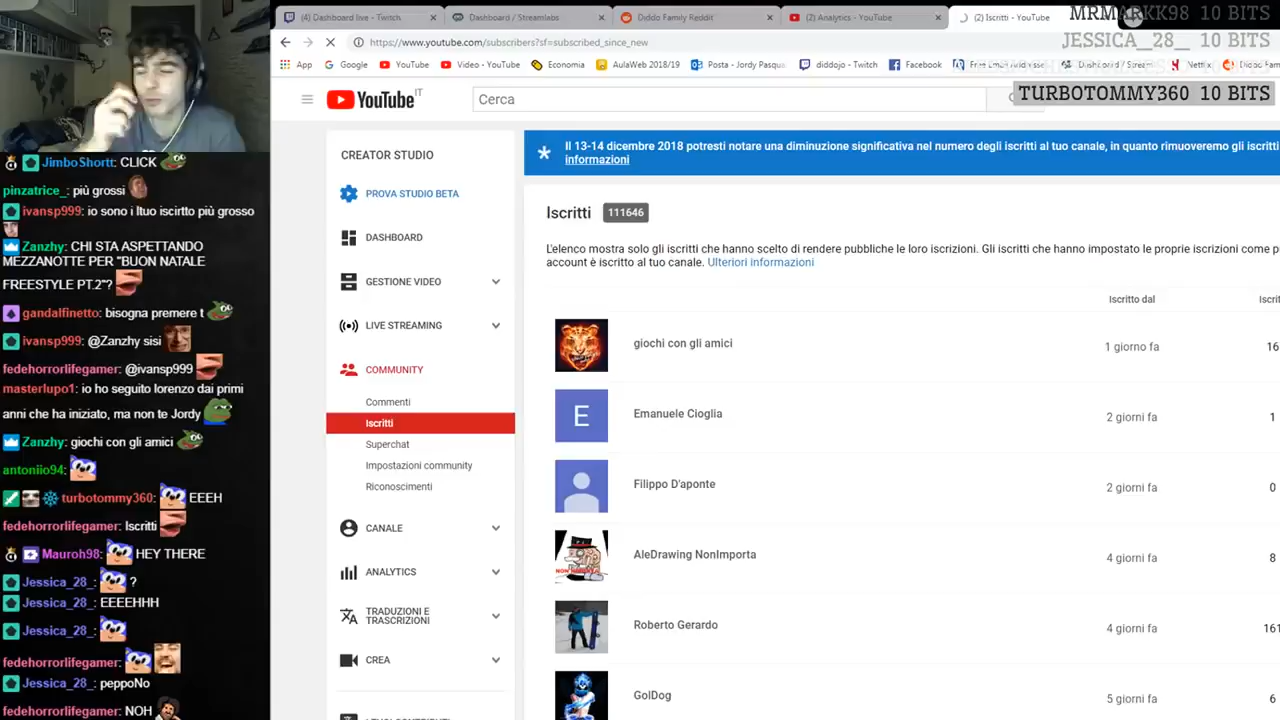 (4) Dashboard live - Twitch
Dashboard / Streamlabs
Diddo Family Reddit
(2) Analytics - YouTube
(2) Iscritti - YouTube
MRMARKK98 10 BITS
JESSICA_28_ 10 BITS
TURBOTOMMY360 10 BITS
https://www.youtube.com/subscribers?sf=subscribed_since_new
App
Google
YouTube
Video - YouTube
Economia
AulaWeb 2018/19
Posta - Jordy Pasqua
diddojo - Twitch
Facebook
YouTube IT
Cerca
JimboShortt: CLICK
pinzatrice_: più grossi
ivansp999: io sono i ltuo iscirtto più grosso
Zanzhy: CHI STA ASPETTANDO
MEZZANOTTE PER "BUON NATALE
FREESTYLE PT.2"?
gandalfinetto: bisogna premere t
ivansp999: @Zanzhy sisi
fedehorrorlifegamer: @ivansp999
masterlupo1: io ho seguito lorenzo dai primi
anni che ha iniziato, ma non te Jordy
Zanzhy: giochi con gli amici
antoniio94:
turbotommy360: EEEH
fedehorrorlifegamer: Iscritti
Mauroh98: HEY THERE
Jessica_28_: ?
Jessica_28_: EEEEHHH
Jessica_28_:
fedehorrorlifegamer:
Jessica_28_: peppoNo
fedehorrorlifegamer: NOH
CREATOR STUDIO
PROVA STUDIO BETA
DASHBOARD
GESTIONE VIDEO
LIVE STREAMING
COMMUNITY
Commenti
Iscritti
Superchat
Impostazioni community
Riconoscimenti
CANALE
ANALYTICS
TRADUZIONI E
TRASCRIZIONI
CREA
Il 13-14 dicembre 2018 potresti notare una diminuzione significativa nel numero degli iscritti al tuo canale, in quanto rimuoveremo gli iscritti
informazioni
Iscritti 111646
L'elenco mostra solo gli iscritti che hanno scelto di rendere pubbliche le loro iscrizioni. Gli iscritti che hanno impostato le proprie iscrizioni come p
account è iscritto al tuo canale. Ulteriori informazioni
Iscritto dal Iscrit
giochi con gli amici 1 giorno fa 16
E Emanuele Cioglia 2 giorni fa 1
Filippo D'aponte 2 giorni fa 0
AleDrawing NonImporta 4 giorni fa 8
Roberto Gerardo 4 giorni fa 161
GolDog 5 giorni fa 6